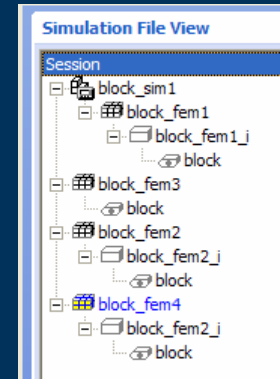 Simulation File View
Session
block_sim1
block_fem1
block_fem1_i
block
block_fem3
block
block_fem2
block_fem2_i
block
block_fem4
block_fem2_i
block